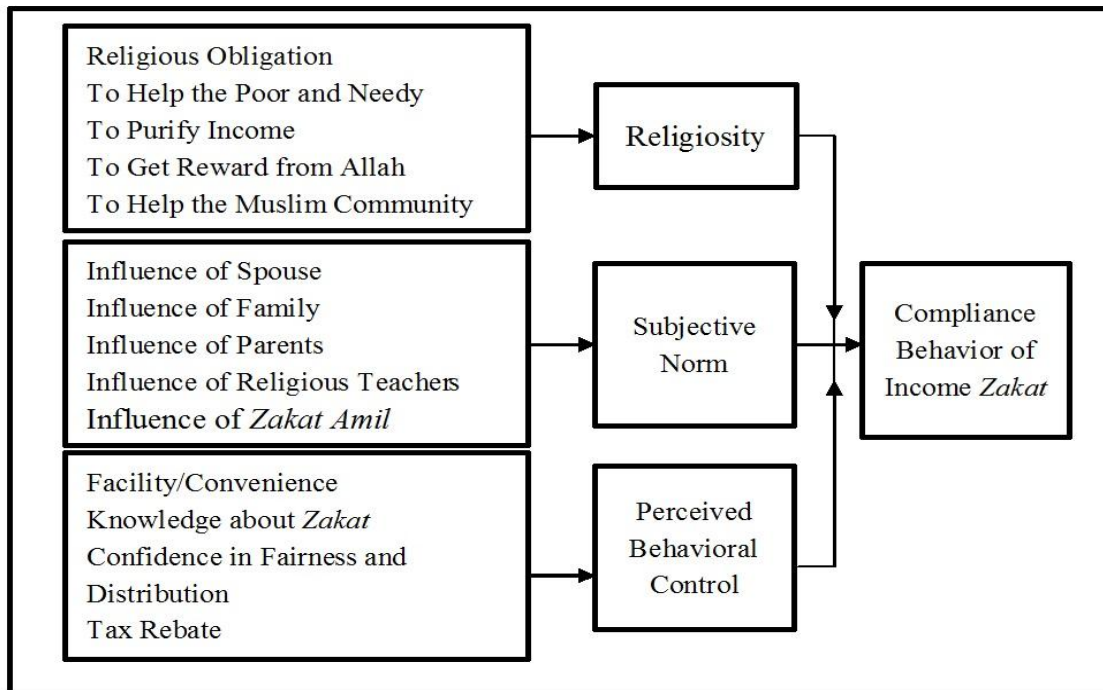 Religious Obligation
To Help the Poor and Needy
To Purify Income
To Get Reward from Allah
To Help the Muslim Community
Religiosity
Influence of Spouse
Influence of Family
Influence of Parents
Influence of Religious Teachers
Influence of Zakat Amil
Subjective
Norm
Compliance
Behavior of
Income Zakat
Facility/Convenience
Knowledge about Zakat
Confidence in Fairness and
Distribution
Tax Rebate
Perceived
Behavioral
Control